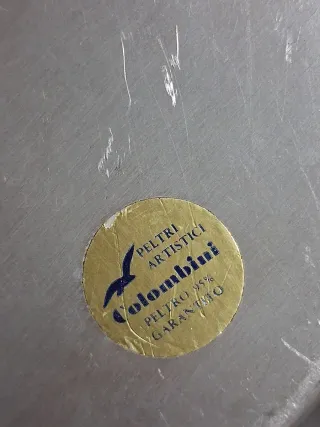 PELTRI
ARTISTICI
Colombini
PELTRO 95%
GARANTITO